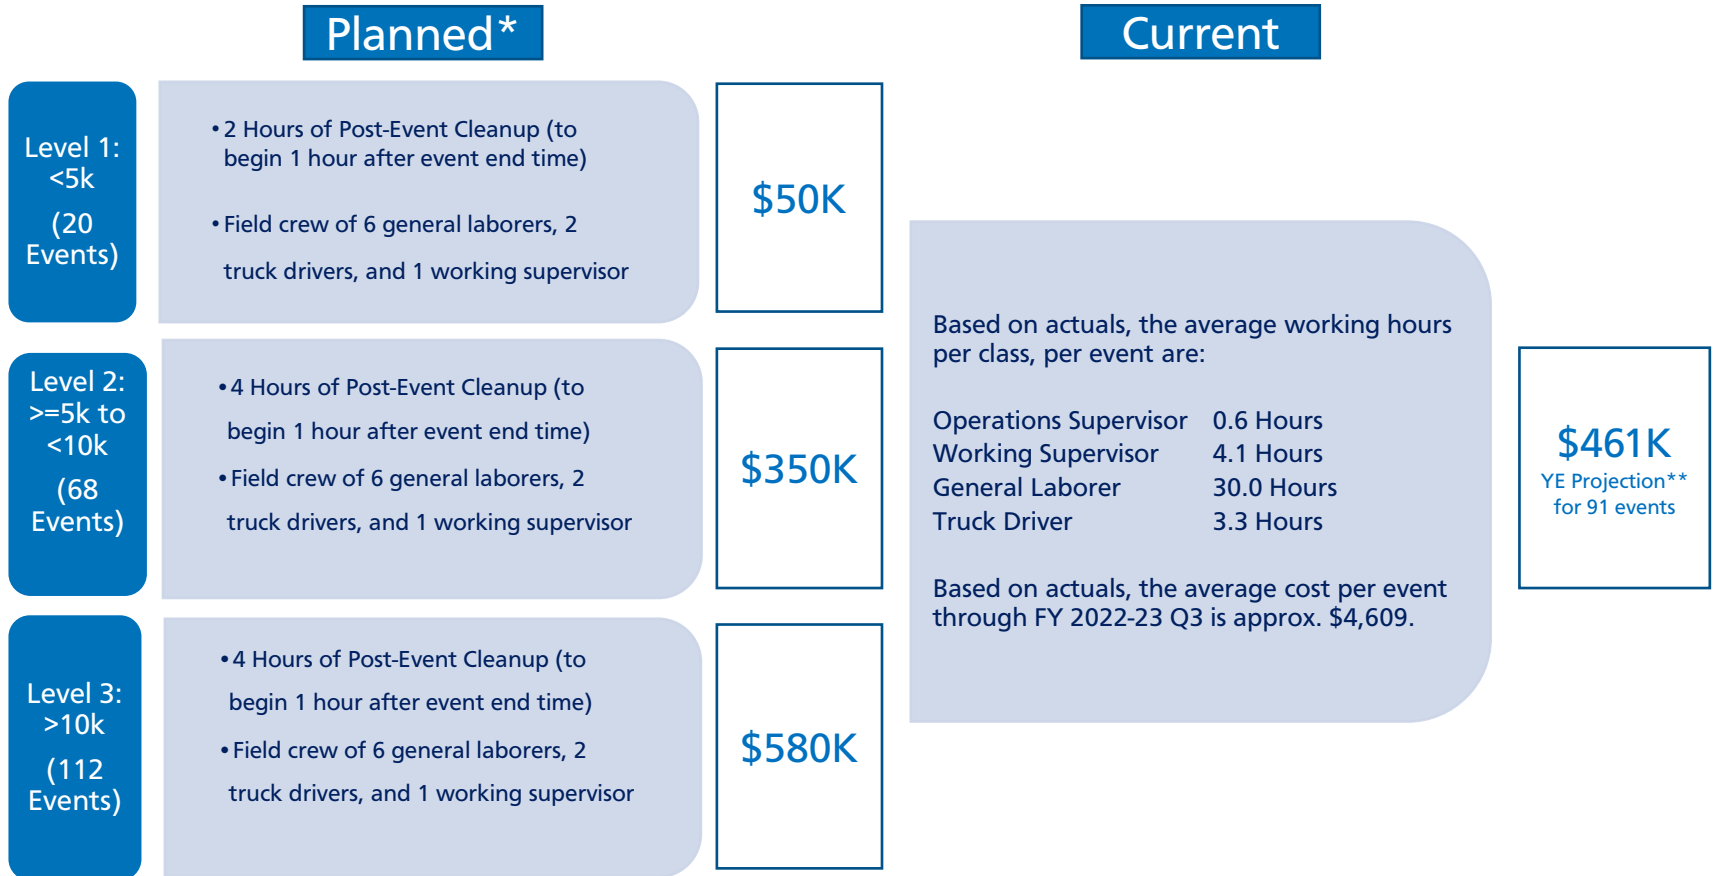 Planned*
Current
Level 1:
<5k
(20
Events)
• 2 Hours of Post-Event Cleanup (to
begin 1 hour after event end time)
• Field crew of 6 general laborers, 2
truck drivers, and 1 working supervisor
$50K
Level 2:
>=5k to
<10k
(68
Events)
• 4 Hours of Post-Event Cleanup (to
begin 1 hour after event end time)
• Field crew of 6 general laborers, 2
truck drivers, and 1 working supervisor
$350K
Level 3:
>10k
(112
Events)
• 4 Hours of Post-Event Cleanup (to
begin 1 hour after event end time)
• Field crew of 6 general laborers, 2
truck drivers, and 1 working supervisor
$580K
Based on actuals, the average working hours
per class, per event are:
Operations Supervisor 0.6 Hours
Working Supervisor 4.1 Hours
General Laborer 30.0 Hours
Truck Driver 3.3 Hours
Based on actuals, the average cost per event
through FY 2022-23 Q3 is approx. $4,609.
$461K
YE Projection**
for 91 events